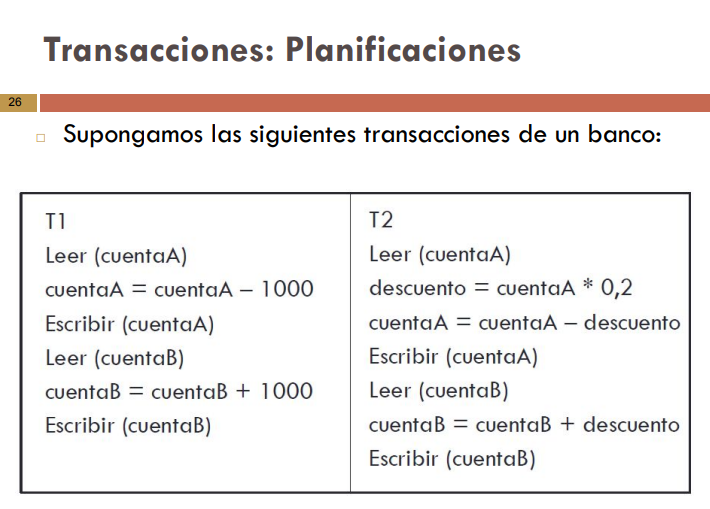 Transacciones: Planificaciones
26
Supongamos las siguientes transacciones de un banco:
T1
Leer (cuentaA)
cuentaA = cuentaA – 1000
Escribir (cuentaA)
Leer (cuentaB)
cuentaB = cuentaB + 1000
Escribir (cuentaB)
T2
Leer (cuentaA)
descuento = cuentaA * 0,2
cuentaA = cuentaA – descuento
Escribir (cuentaA)
Leer (cuentaB)
cuentaB = cuentaB + descuento
Escribir (cuentaB)